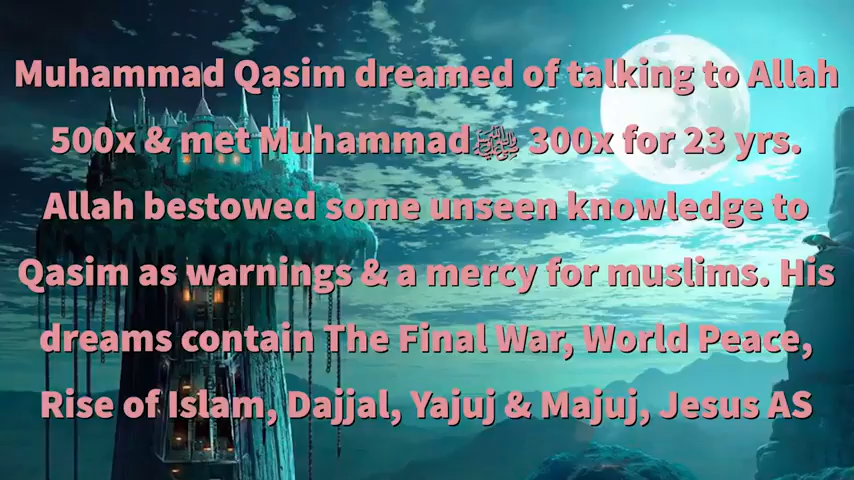 Muhammad Qasim dreamed of talking to Allah
500x & met Muhammadﷺ 300x for 23 yrs.
Allah bestowed some unseen knowledge to
Qasim as warnings & a mercy for muslims. His
dreams contain The Final War, World Peace,
Rise of Islam, Dajjal, Yajuj & Majuj, Jesus AS